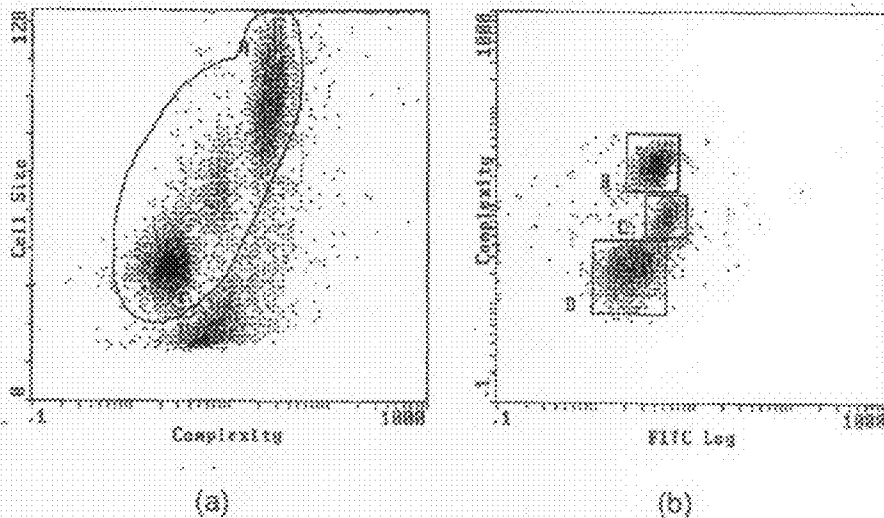 128
Cell Size
0
A
.1
1000
Complexity
(a)
1000
Complexity
.1
D
.1
1000
FITC Log
(b)